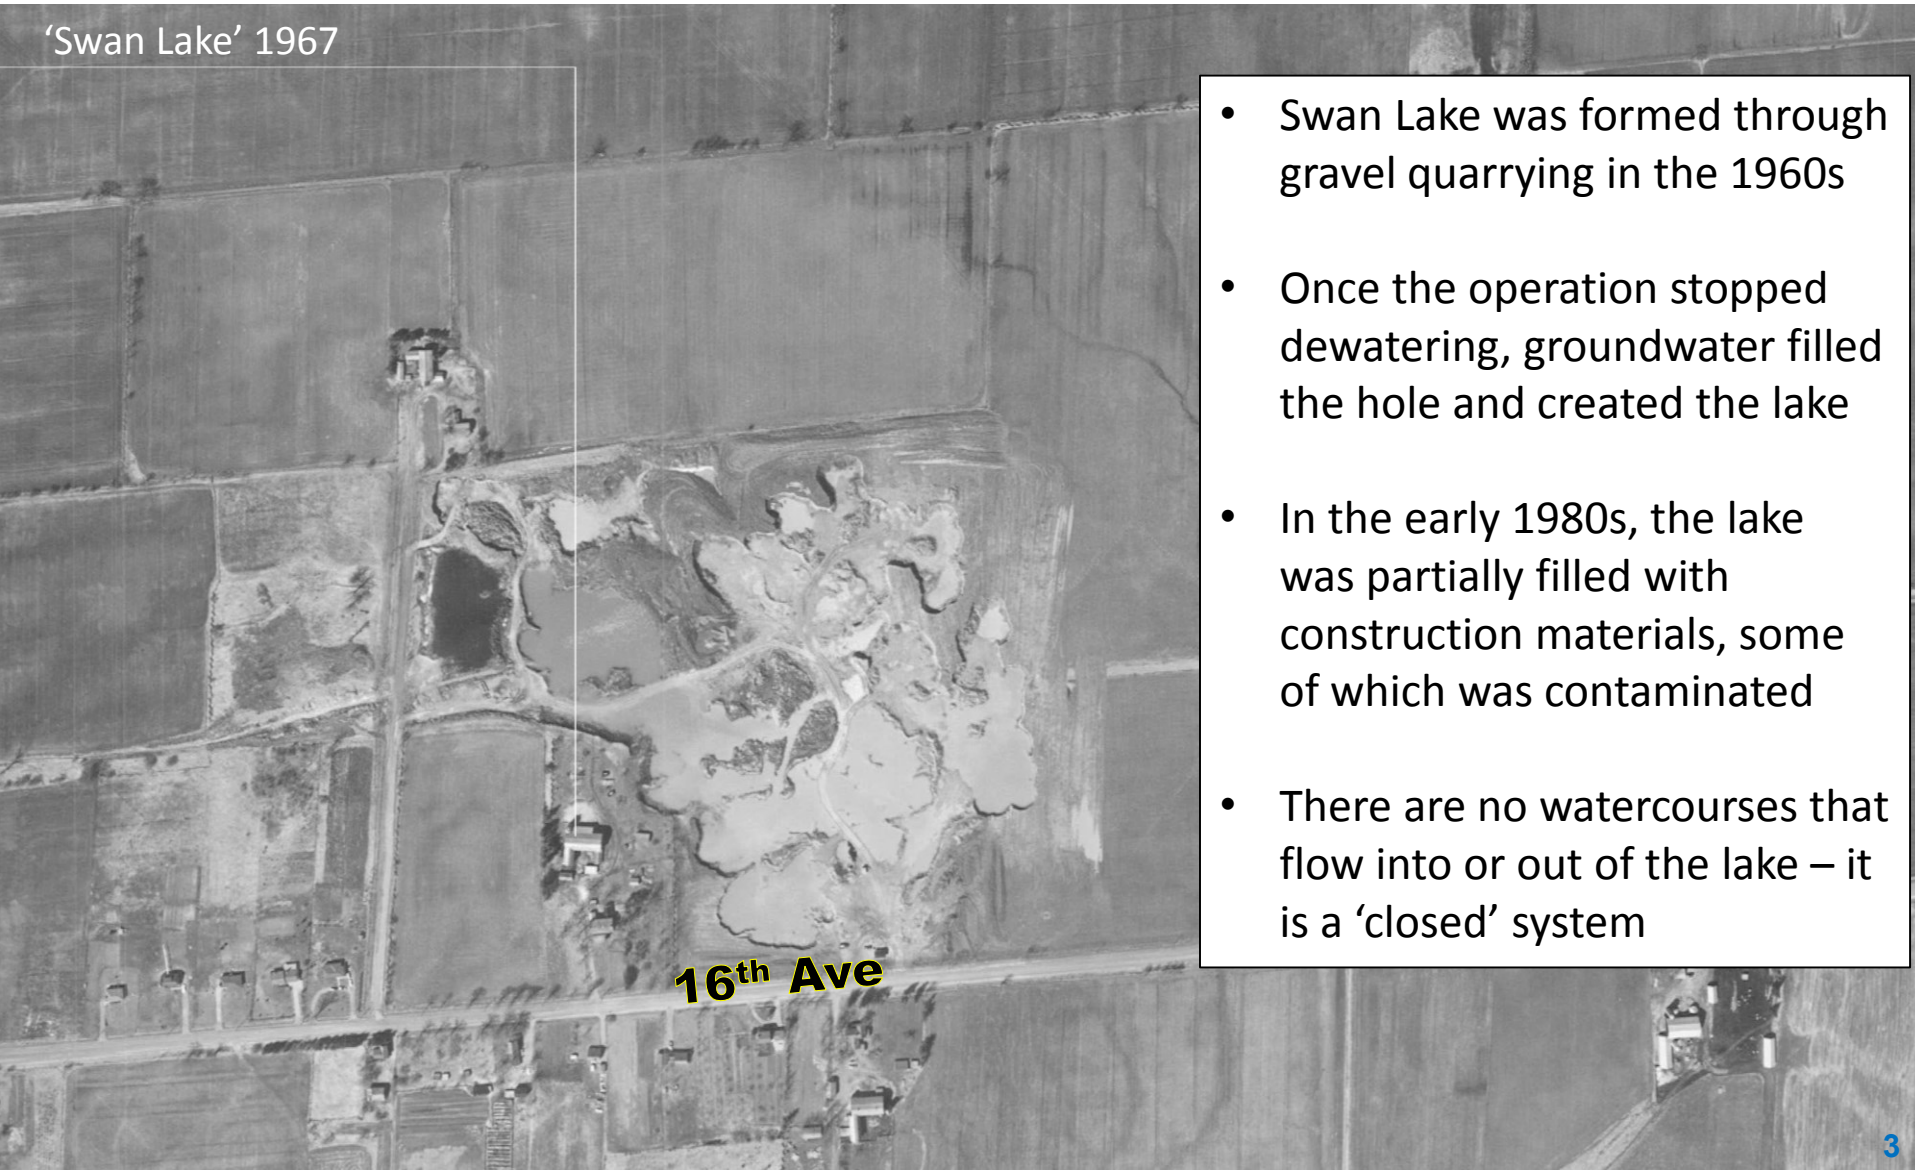 ‘Swan Lake’ 1967
• Swan Lake was formed through
gravel quarrying in the 1960s
• Once the operation stopped
dewatering, groundwater filled
the hole and created the lake
• In the early 1980s, the lake
was partially filled with
construction materials, some
of which was contaminated
• There are no watercourses that
flow into or out of the lake – it
is a ‘closed’ system
16th Ave
3